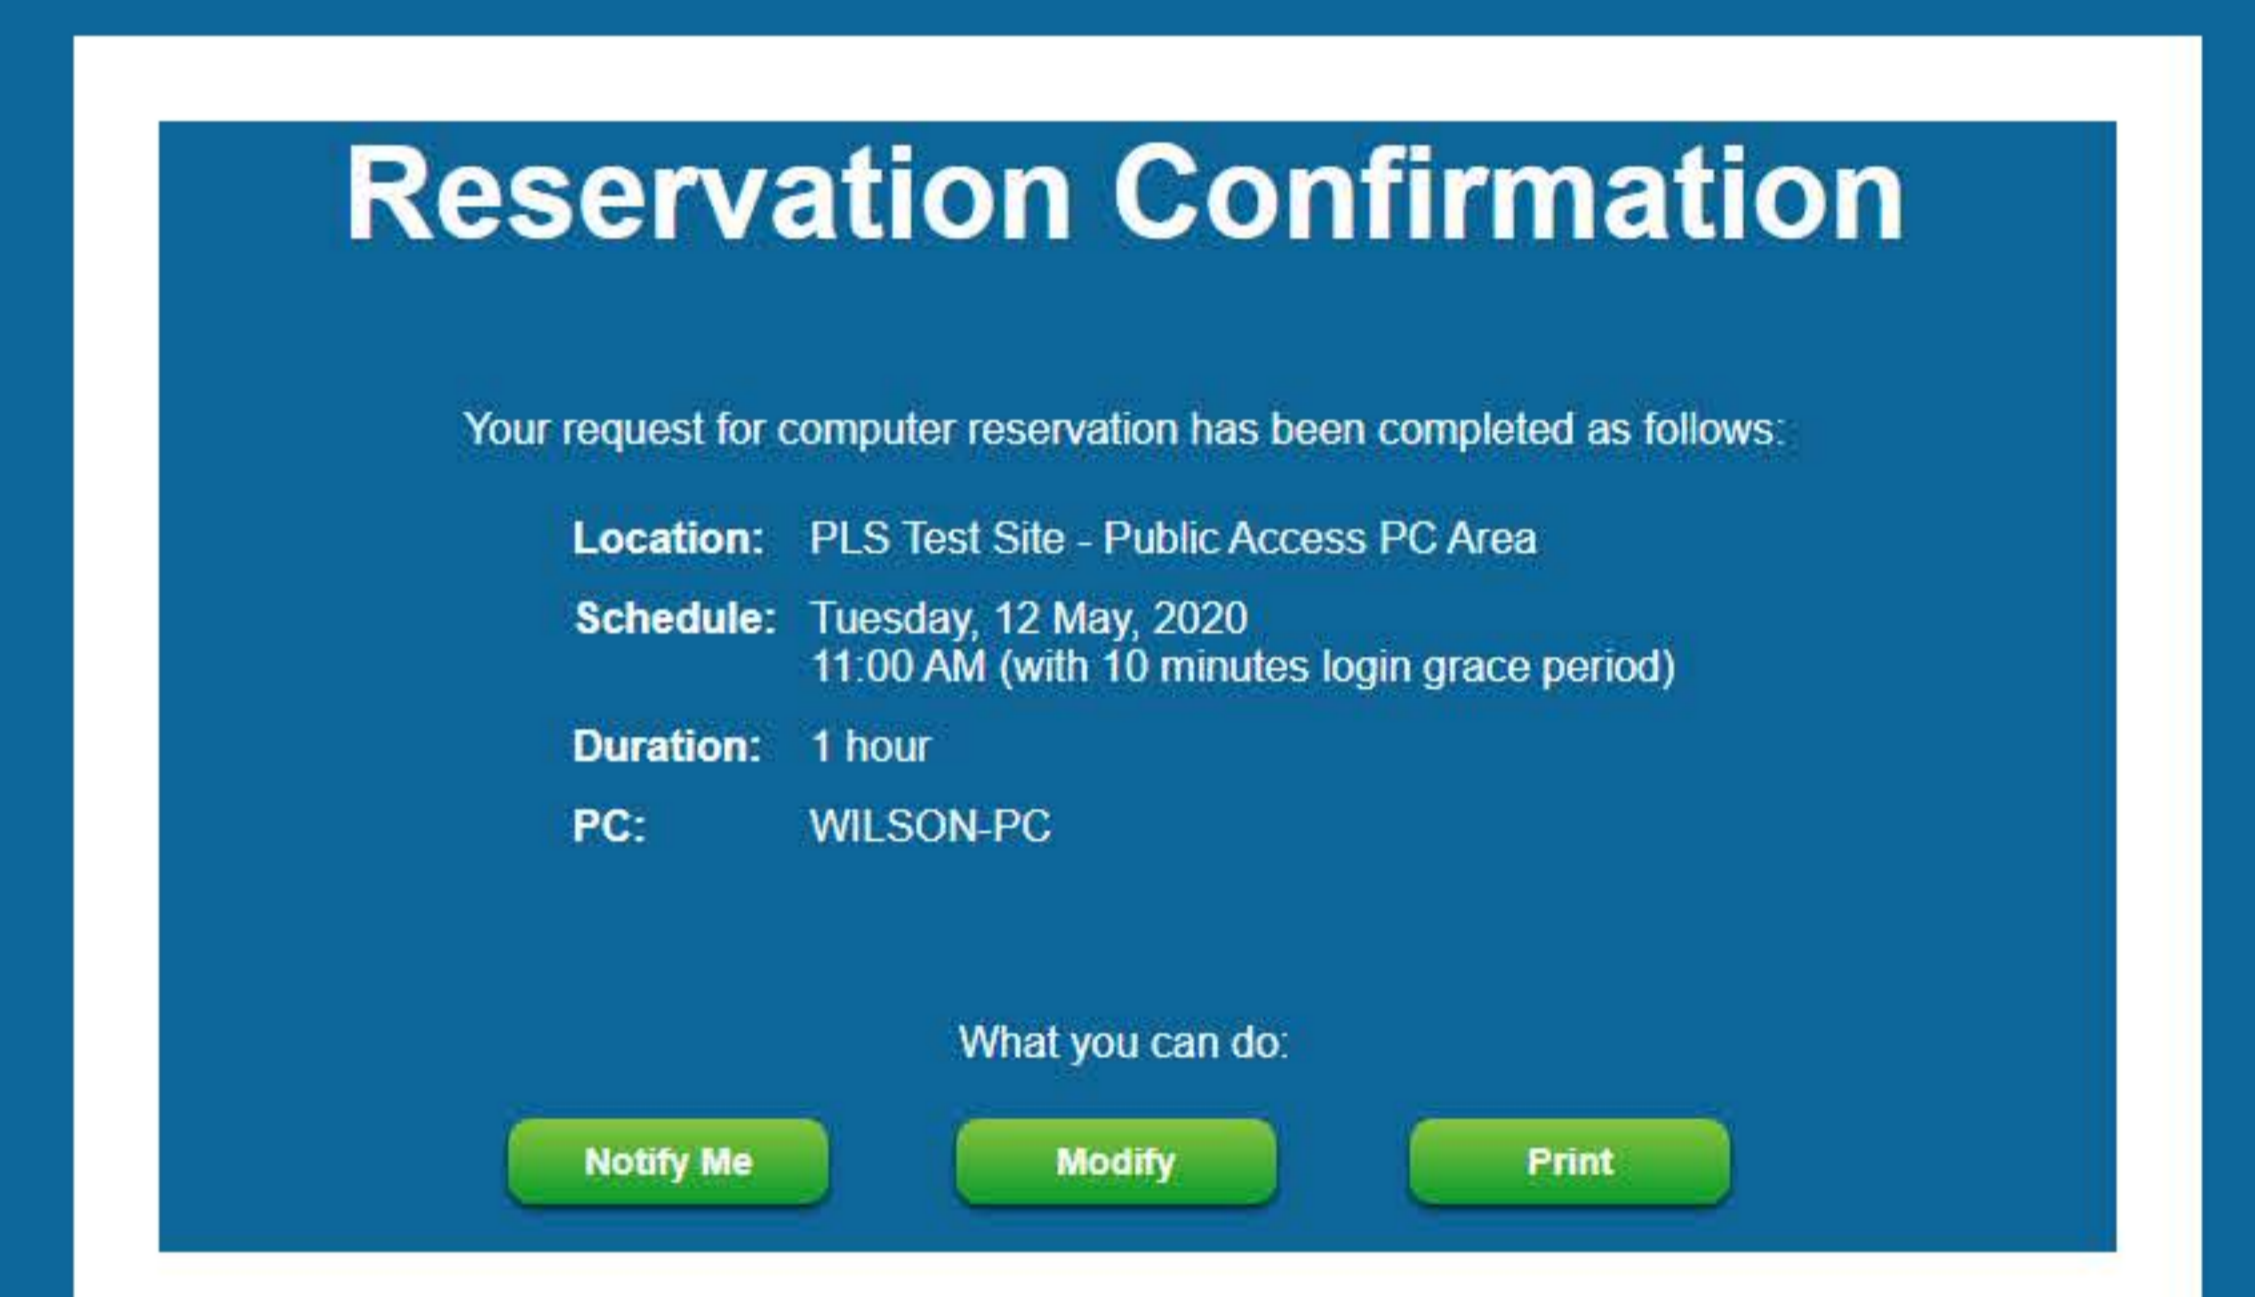 Reservation Confirmation
Your request for computer reservation has been completed as follows:
Location: PLS Test Site - Public Access PC Area
Schedule: Tuesday, 12 May, 2020
11:00 AM (with 10 minutes login grace period)
Duration: 1 hour
PC: WILSON-PC
What you can do:
Notify Me Modify Print